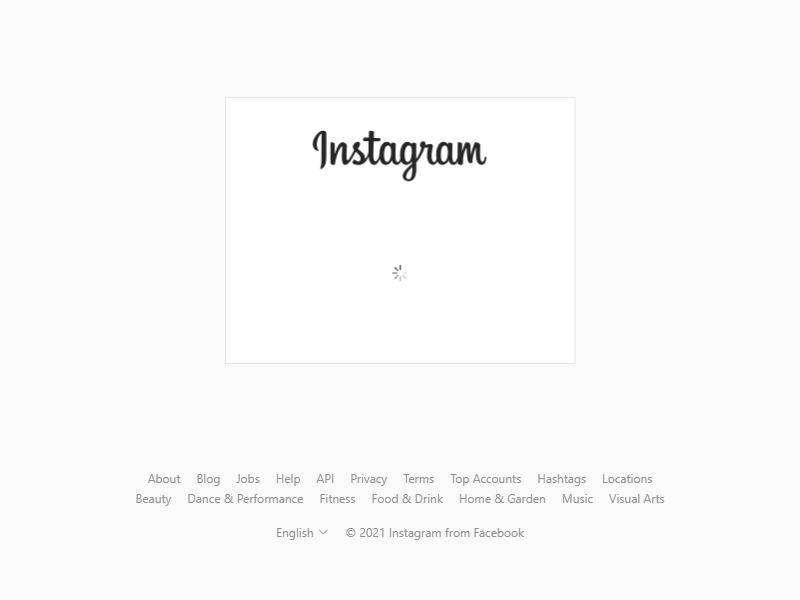 Instagram
About Blog Jobs Help API Privacy Terms Top Accounts Hashtags Locations
Beauty Dance & Performance Fitness Food & Drink Home & Garden Music Visual Arts
English © 2021 Instagram from Facebook